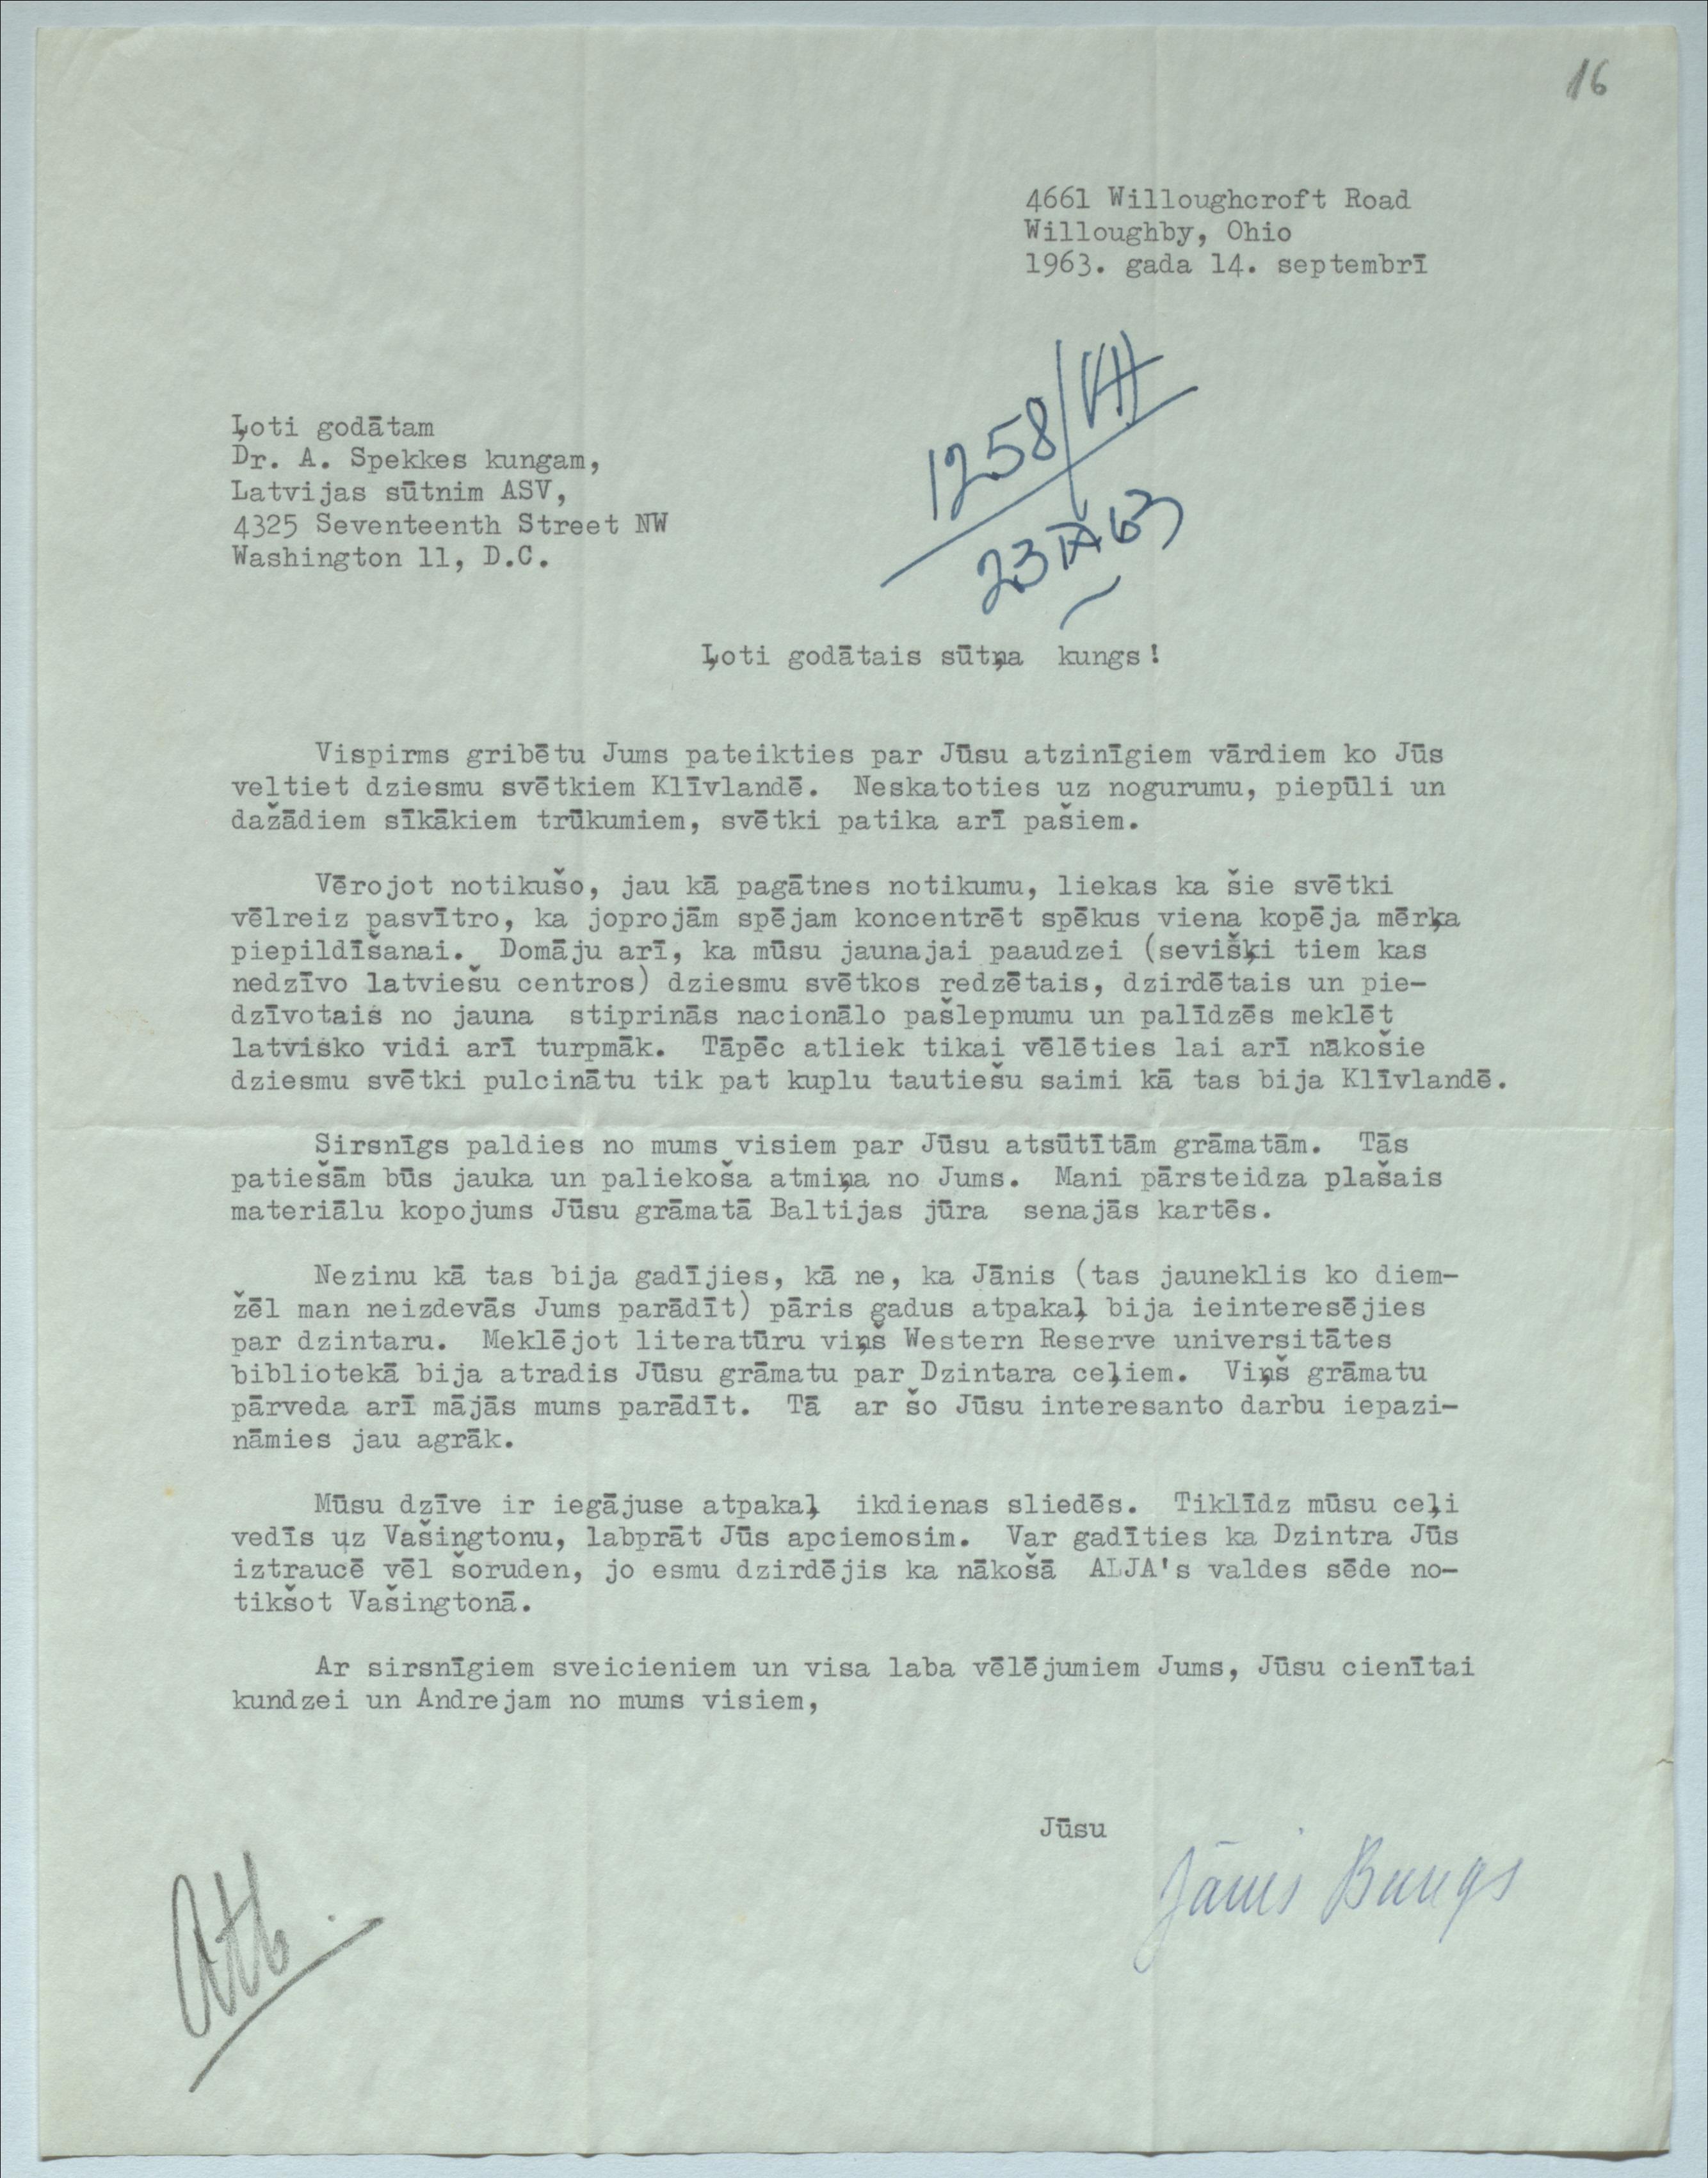 16
4661 Willoughcroft Road
Willoughby, Ohio
1963. gada 14. septembrī
1258/VII
23 IX 63
Ļoti godātam
Dr. A. Spekkes kungam,
Latvijas sūtnim ASV,
4325 Seventeenth Street NW
Washington 11, D.C.
Ļoti godātais sūtņa kungs!
Vispirms gribētu Jums pateikties par Jūsu atzinīgiem vārdiem ko Jūs
veltiet dziesmu svētkiem Klīvlandē. Neskatoties uz nogurumu, piepūli un
dažādiem sīkākiem trūkumiem, svētki patika arī pašiem.
Vērojot notikušo, jau kā pagātnes notikumu, liekas ka šie svētki
vēlreiz pasvītro, ka joprojām spējam koncentrēt spēkus viena kopēja mērķa
piepildīšanai. Domāju arī, ka mūsu jaunajai paaudzei (sevišķi tiem kas
nedzīvo latviešu centros) dziesmu svētkos redzētais, dzirdētais un pie-
dzīvotais no jauna stiprinās nacionālo pašlepnumu un palīdzēs meklēt
latvisko vidi arī turpmāk. Tāpēc atliek tikai vēlēties lai arī nākošie
dziesmu svētki pulcinātu tik pat kuplu tautiešu saimi kā tas bija Klīvlandē.
Sirsnīgs paldies no mums visiem par Jūsu atsūtītām grāmatām. Tās
patiešām būs jauka un paliekoša atmiņa no Jums. Mani pārsteidza plašais
materiālu kopojums Jūsu grāmatā Baltijas jūra senajās kartēs.
Nezinu kā tas bija gadījies, kā ne, ka Jānis (tas jauneklis ko diem-
žēl man neizdevās Jums parādīt) pāris gadus atpakaļ bija ieinteresējies
par dzintaru. Meklējot literatūru viņš Western Reserve universitātes
bibliotekā bija atradis Jūsu grāmatu par Dzintara ceļiem. Viņš grāmatu
pārveda arī mājās mums parādīt. Tā ar šo Jūsu interesanto darbu iepazi-
nāmies jau agrāk.
Mūsu dzīve ir iegājuse atpakaļ ikdienas sliedēs. Tiklīdz mūsu ceļi
vedīs uz Vašingtonu, labprāt Jūs apciemosim. Var gadīties ka Dzintra Jūs
iztraucē vēl šoruden, jo esmu dzirdējis ka nākošā ALJA's valdes sēde no-
tikšot Vašingtonā.
Ar sirsnīgiem sveicieniem un visa laba vēlējumiem Jums, Jūsu cienītai
kundzei un Andrejam no mums visiem,
Jūsu
Jānis Bungs
Atb.